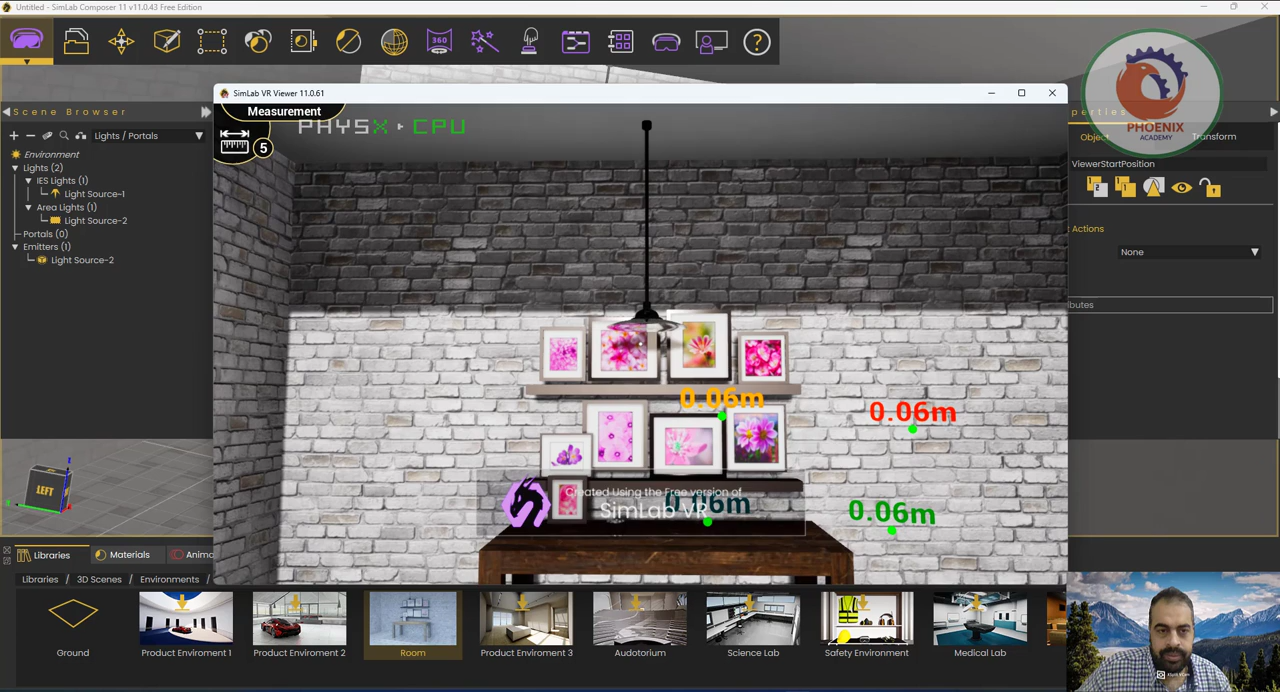 Untitled - SimLab Composer 11 v11.0.43 Free Edition
360
?
Scene Browser
Lights / Portals
Environment
Lights (2)
IES Lights (1)
Light Source-1
Area Lights (1)
Light Source-2
Portals (0)
Emitters (1)
Light Source-2
LEFT
SimLab VR Viewer 11.0.61
Measurement
PHYSX - CPU
5
0.06m
0.06m
0.06m
0.06m
Created Using the Free version of
SimLab VR
PHOENIX
ACADEMY
Object
Transform
ViewerStartPosition
Actions
None
Libraries
Materials
Libraries / 3D Scenes / Environments /
Ground
Product Enviroment 1
Product Enviroment 2
Room
Product Enviroment 3
Audotorium
Science Lab
Safety Environment
Medical Lab